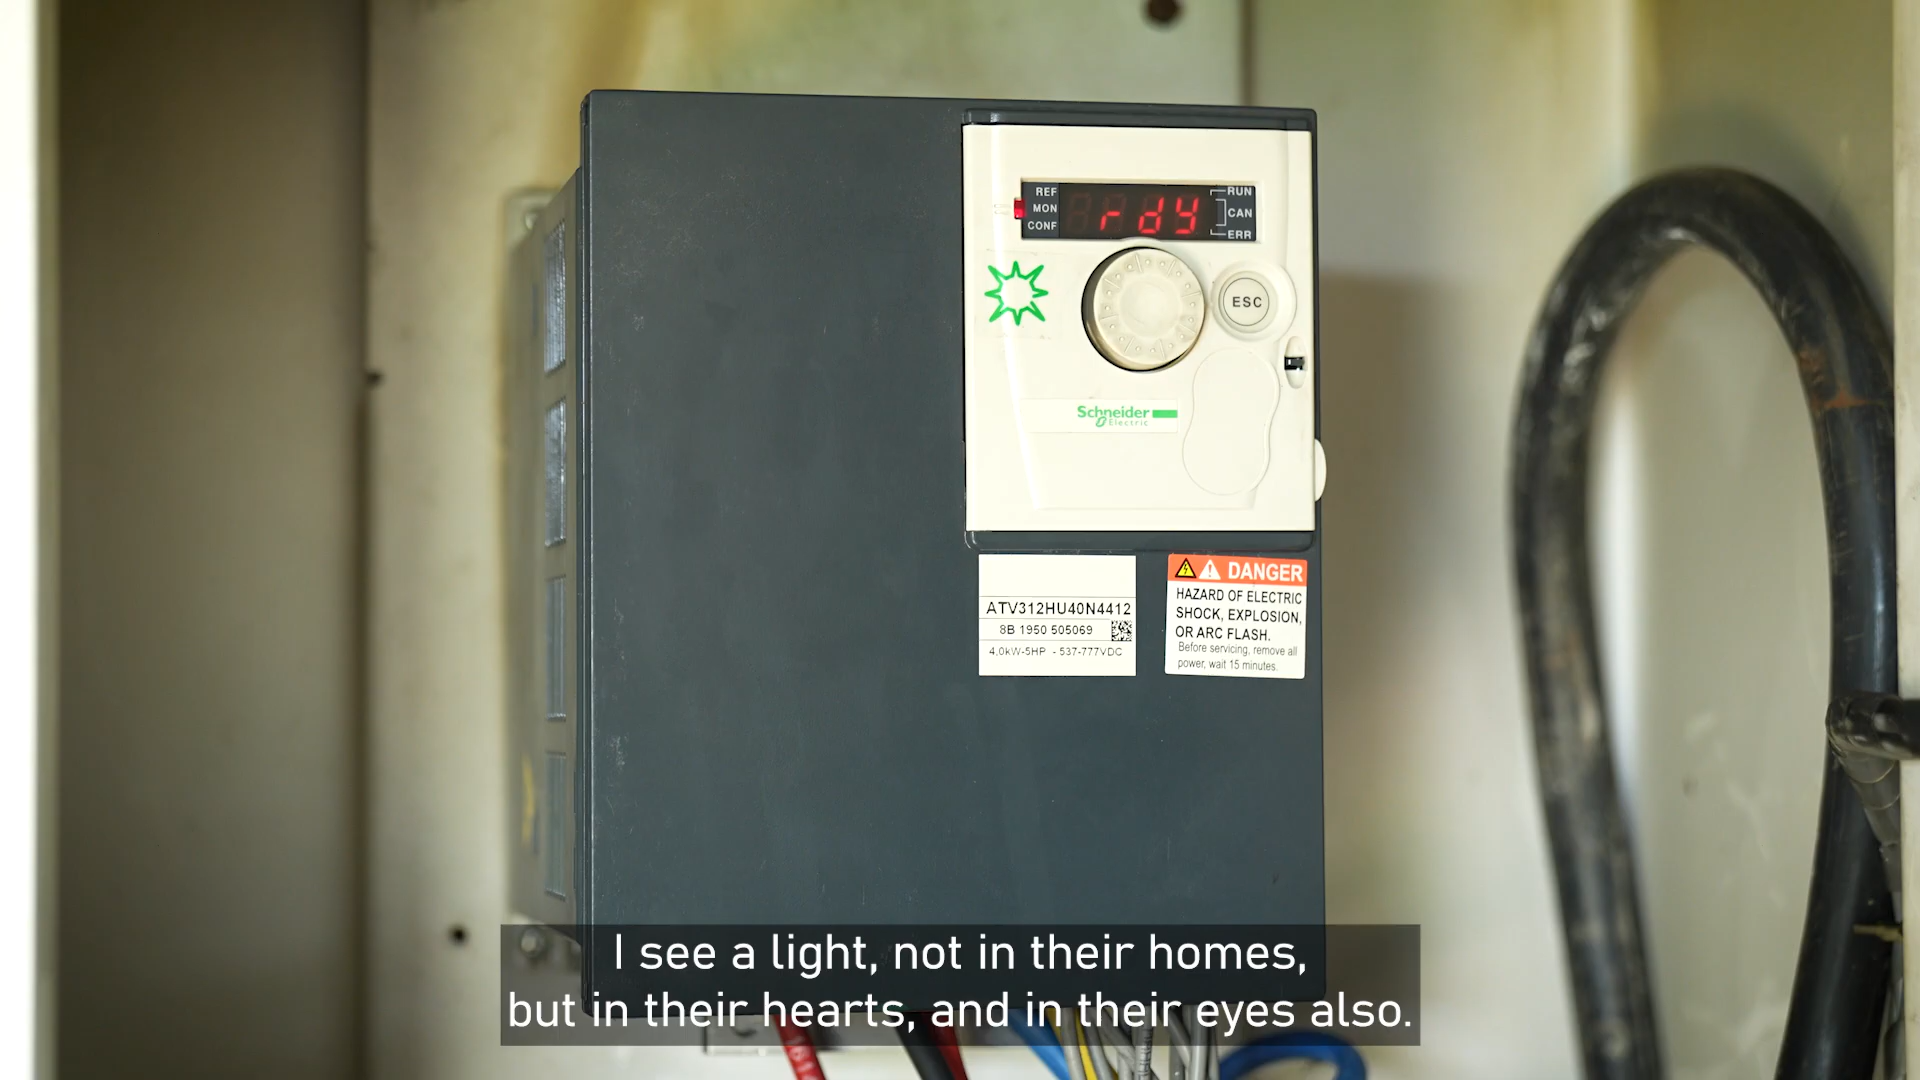 REF
MON
CONF
rdY
RUN
CAN
ERR
ESC
Schneider
Electric
ATV312HU40N4412
8B 1950 505069
4,0kW-5HP - 537-777VDC
DANGER
HAZARD OF ELECTRIC
SHOCK, EXPLOSION,
OR ARC FLASH.
Before servicing, remove all
power, wait 15 minutes.
I see a light, not in their homes,
but in their hearts, and in their eyes also.